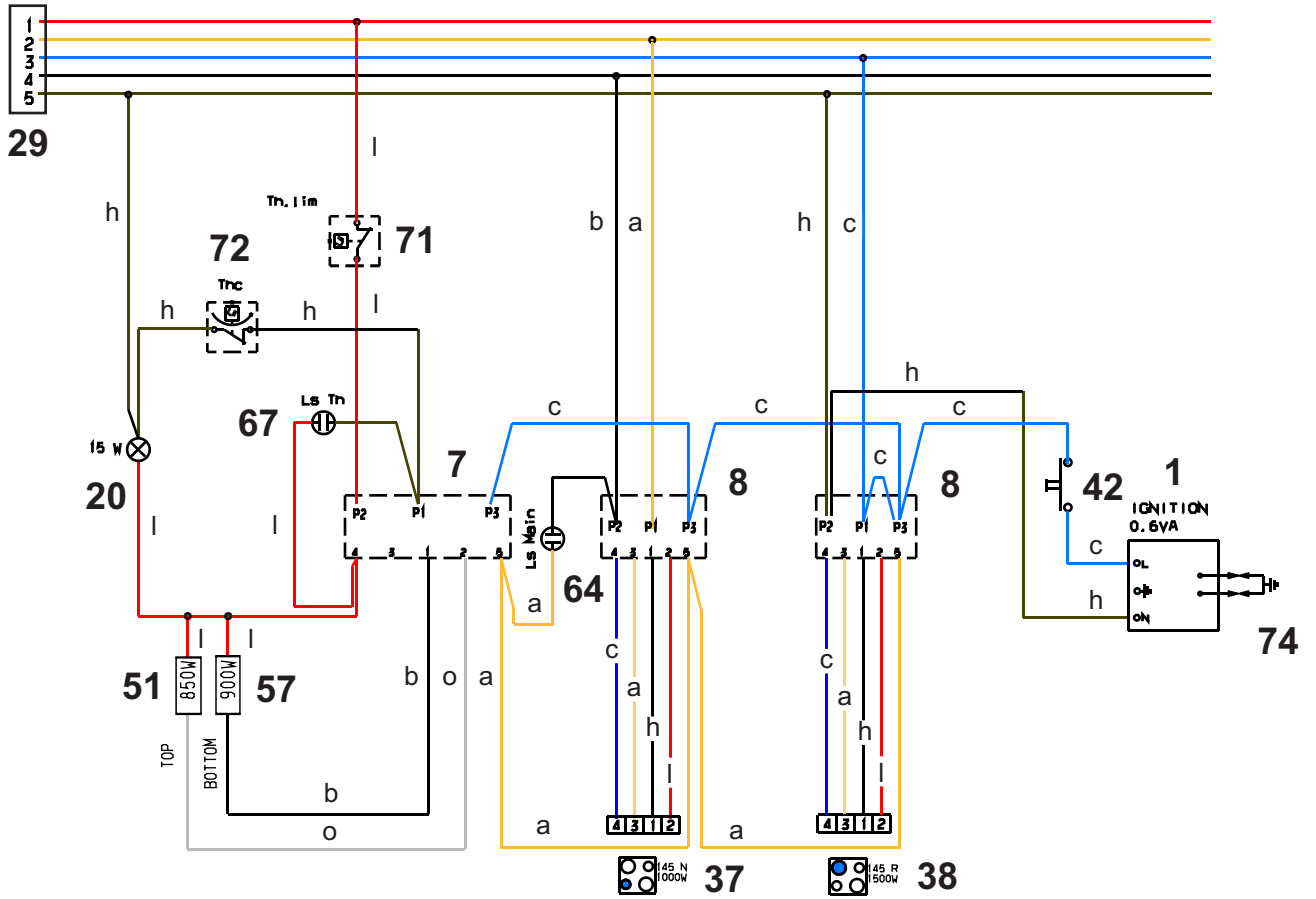 1
2
3
4
5
29
l
h
Th.lim
b
a
h
c
72
71
Thc
h
h
l
h
Ls Th
c
c
c
67
15 W
7
c
8
8
42
1
20
IGNITION
0.6VA
l
l
P2
P1
P3
Ls Main
P2
P1
P3
P2
P1
P3
4
3
1
2
5
4
3
1
2
5
4
3
1
2
5
c
L
64
a
h
N
74
l
l
c
c
51
850W
900W
57
b
o
a
a
a
h
h
TOP
BOTTOM
l
l
b
o
a
a
4
3
1
2
4
3
1
2
145 N
1000W
37
145 R
1500W
38